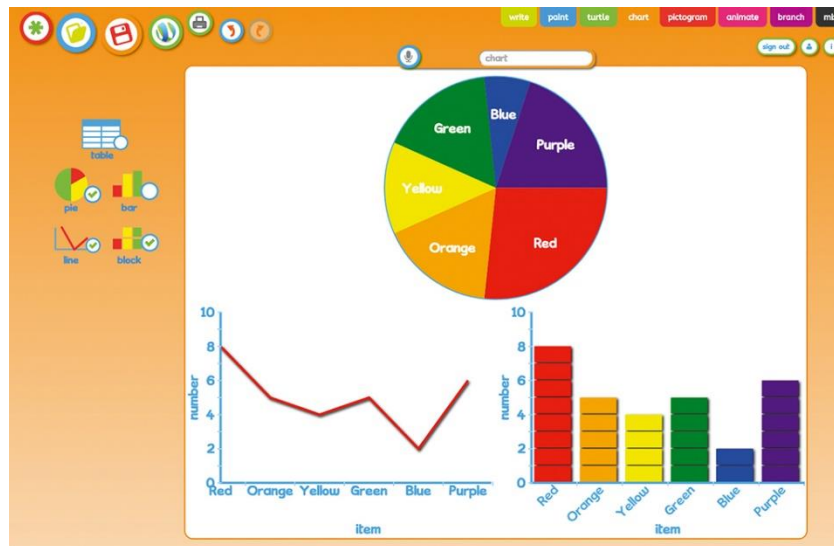 write paint turtle chart pictogram animate branch
sign out
chart
table
pie bar
line block
Green Blue Purple
Yellow
Orange Red
10
8
6
4
2
0
number
Red Orange Yellow Green Blue Purple
item
10
8
6
4
2
0
number
Red Orange Yellow Green Blue Purple
item